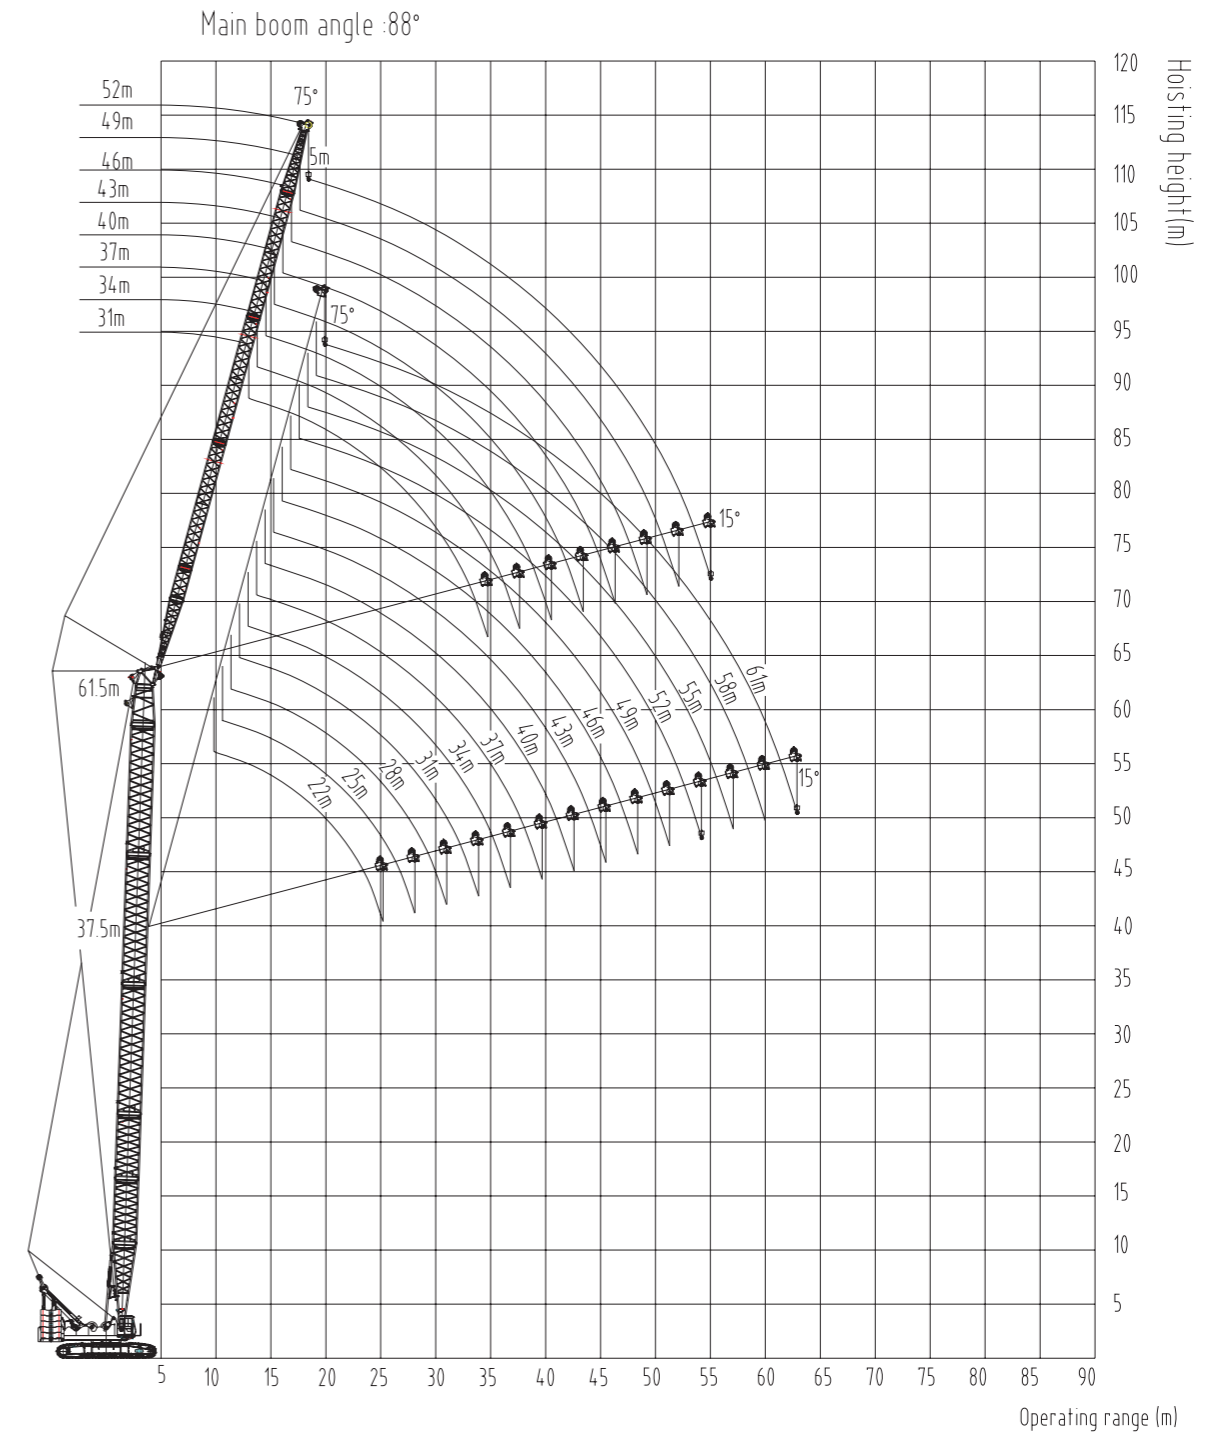 Main boom angle :88°
Hoisting height(m)
120
115
110
105
100
95
90
85
80
75
70
65
60
55
50
45
40
35
30
25
20
15
10
5
52m
49m
46m
43m
40m
37m
34m
31m
75°
5m
75°
15°
61.5m
37.5m
22m
25m
28m
31m
34m
37m
40m
43m
46m
49m
52m
55m
58m
61m
15°
5 10 15 20 25 30 35 40 45 50 55 60 65 70 75 80 85 90
Operating range (m)